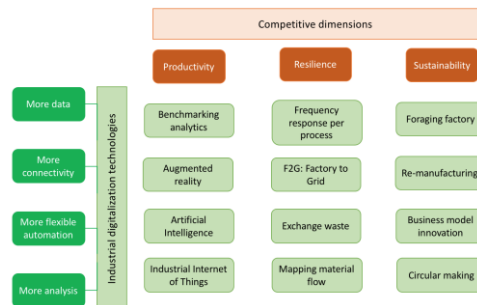 Competitive dimensions
Productivity
Resilience
Sustainability
More data
More
connectivity
More flexible
automation
More analysis
Industrial digitalization technologies
Benchmarking
analytics
Frequency
response per
process
Foraging factory
Augmented
reality
F2G: Factory to
Grid
Re-manufacturing
Artificial
Intelligence
Exchange waste
Business model
innovation
Industrial Internet
of Things
Mapping material
flow
Circular making